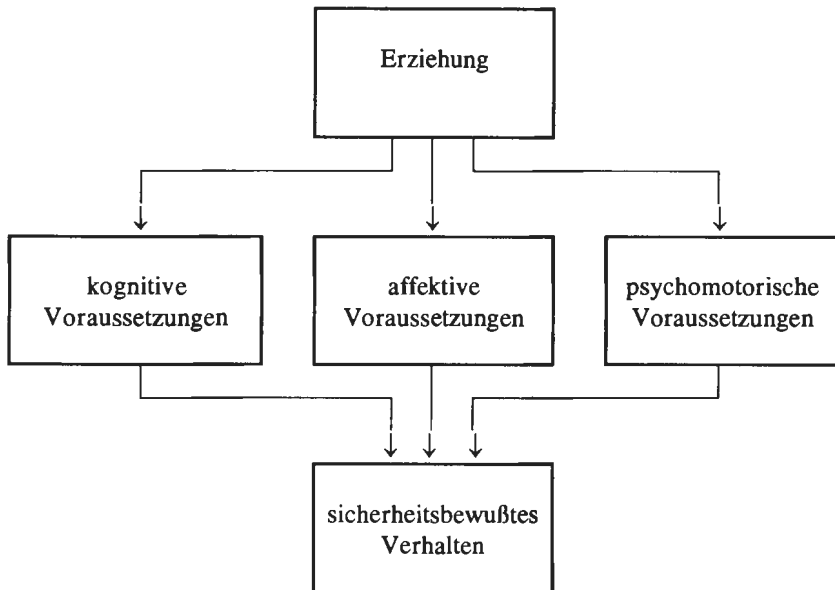 Erziehung
kognitive
Voraussetzungen
affektive
Voraussetzungen
psychomotorische
Voraussetzungen
sicherheitsbewußtes
Verhalten